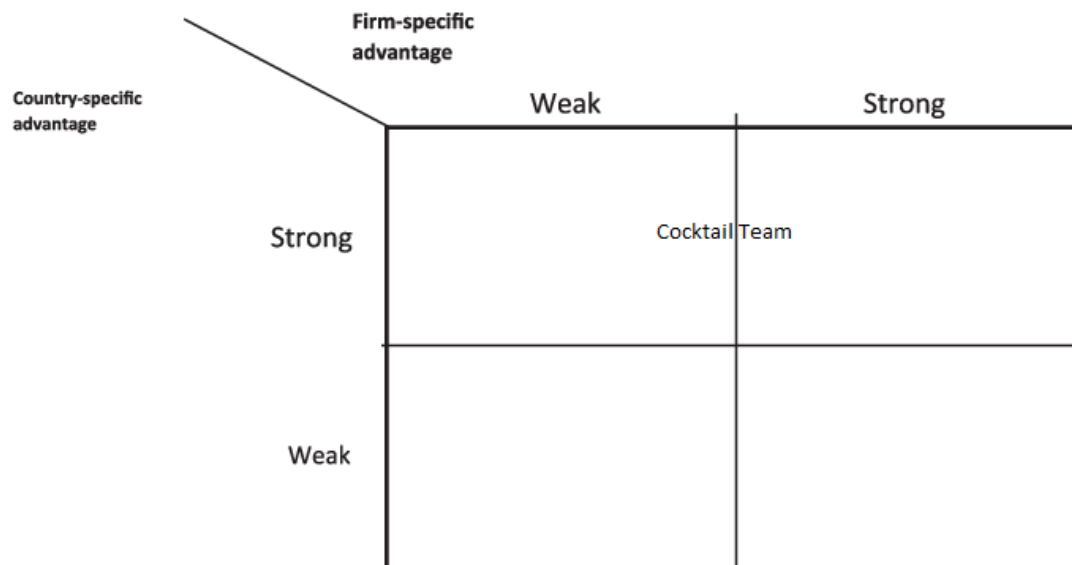 Firm-specific
advantage
Country-specific
advantage
Weak
Strong
Strong
Cocktail Team
Weak